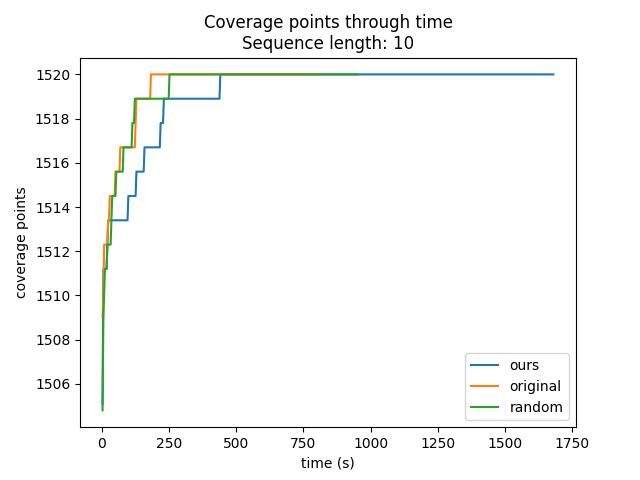 Coverage points through time
Sequence length: 10
1520
1518
1516
1514
1512
1510
1508
1506
coverage points
0
250
500
750
1000
1250
1500
1750
time (s)
ours
original
random